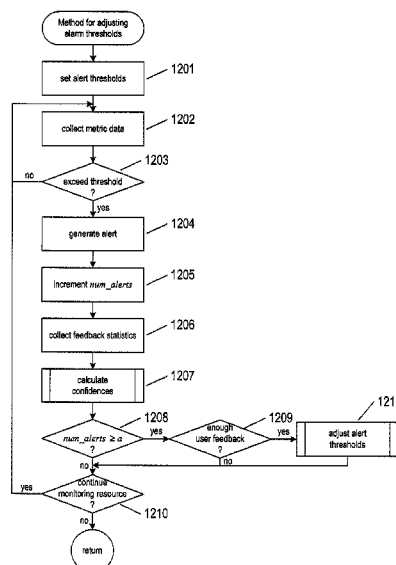 Method for adjusting
alarm thresholds
1201
set alert thresholds
1202
collect metric data
1203
no
exceed threshold
?
yes
1204
generate alert
1205
increment num_alerts
1206
collect feedback statistics
1207
calculate
confidences
1208
num_alerts ≥ a
?
yes
1209
enough
user feedback
?
yes
121
adjust alert
thresholds
no
no
yes
continue
monitoring resource
?
1210
no
return